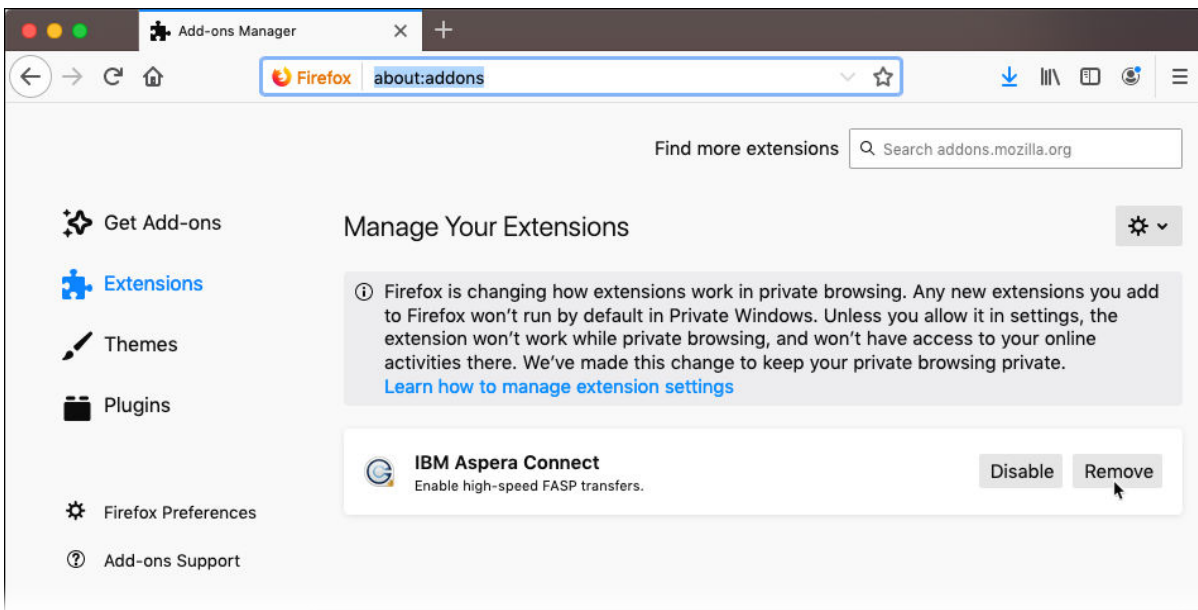 Add-ons Manager
Firefox about:addons
Find more extensions Search addons.mozilla.org
Get Add-ons
Extensions
Themes
Plugins
Firefox Preferences
Add-ons Support
Manage Your Extensions
Firefox is changing how extensions work in private browsing. Any new extensions you add
to Firefox won't run by default in Private Windows. Unless you allow it in settings, the
extension won't work while private browsing, and won't have access to your online
activities there. We've made this change to keep your private browsing private.
Learn how to manage extension settings
IBM Aspera Connect
Enable high-speed FASP transfers.
Disable Remove